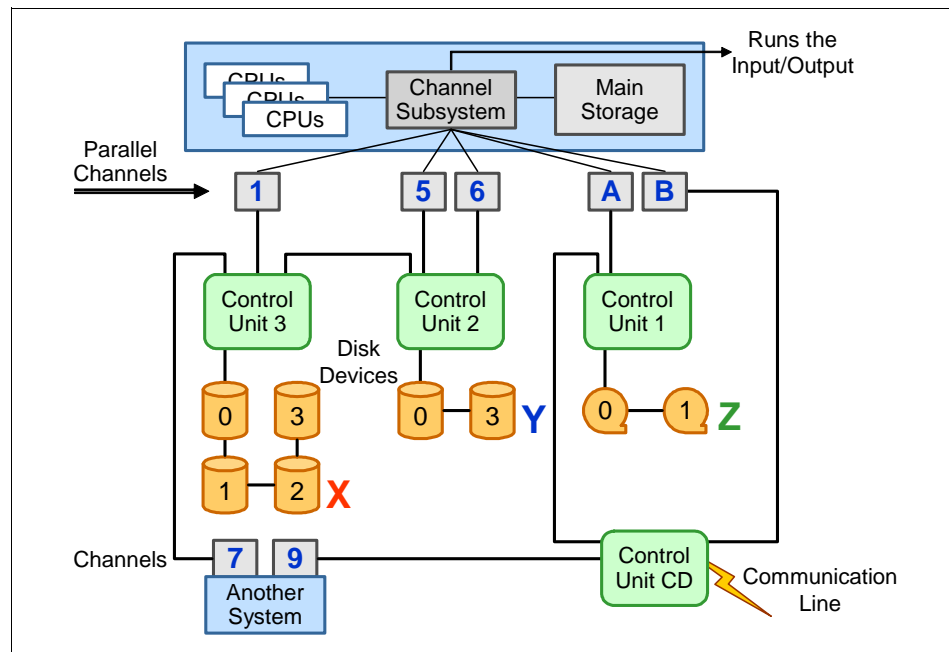 Runs the
Input/Output
CPUs
CPUs
CPUs
Channel
Subsystem
Main
Storage
Parallel
Channels
1
5
6
A
B
Control
Unit 3
Control
Unit 2
Control
Unit 1
Disk
Devices
0
3
0
3
Y
0
1
Z
1
2
X
Channels
7
9
Another
System
Control
Unit CD
Communication
Line